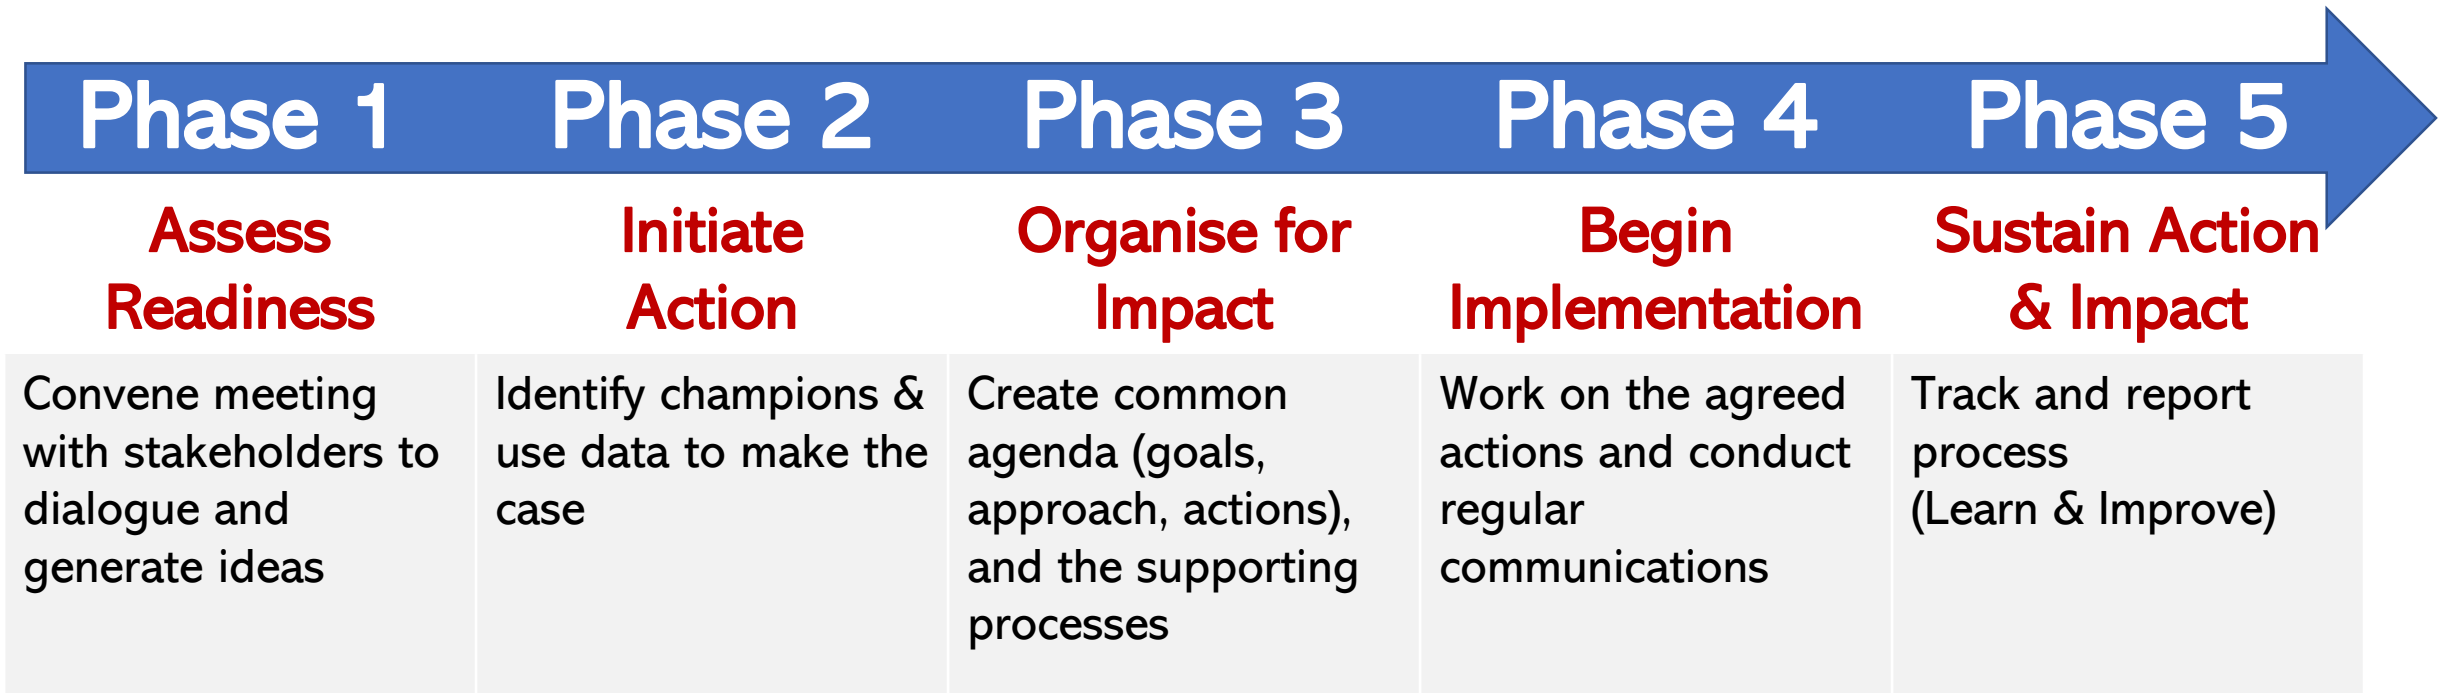 Phase 1
Phase 2
Phase 3
Phase 4
Phase 5
Assess
Readiness
Initiate
Action
Organise for
Impact
Begin
Implementation
Sustain Action
& Impact
Convene meeting
with stakeholders to
dialogue and
generate ideas
Identify champions &
use data to make the
case
Create common
agenda (goals,
approach, actions),
and the supporting
processes
Work on the agreed
actions and conduct
regular
communications
Track and report
process
(Learn & Improve)